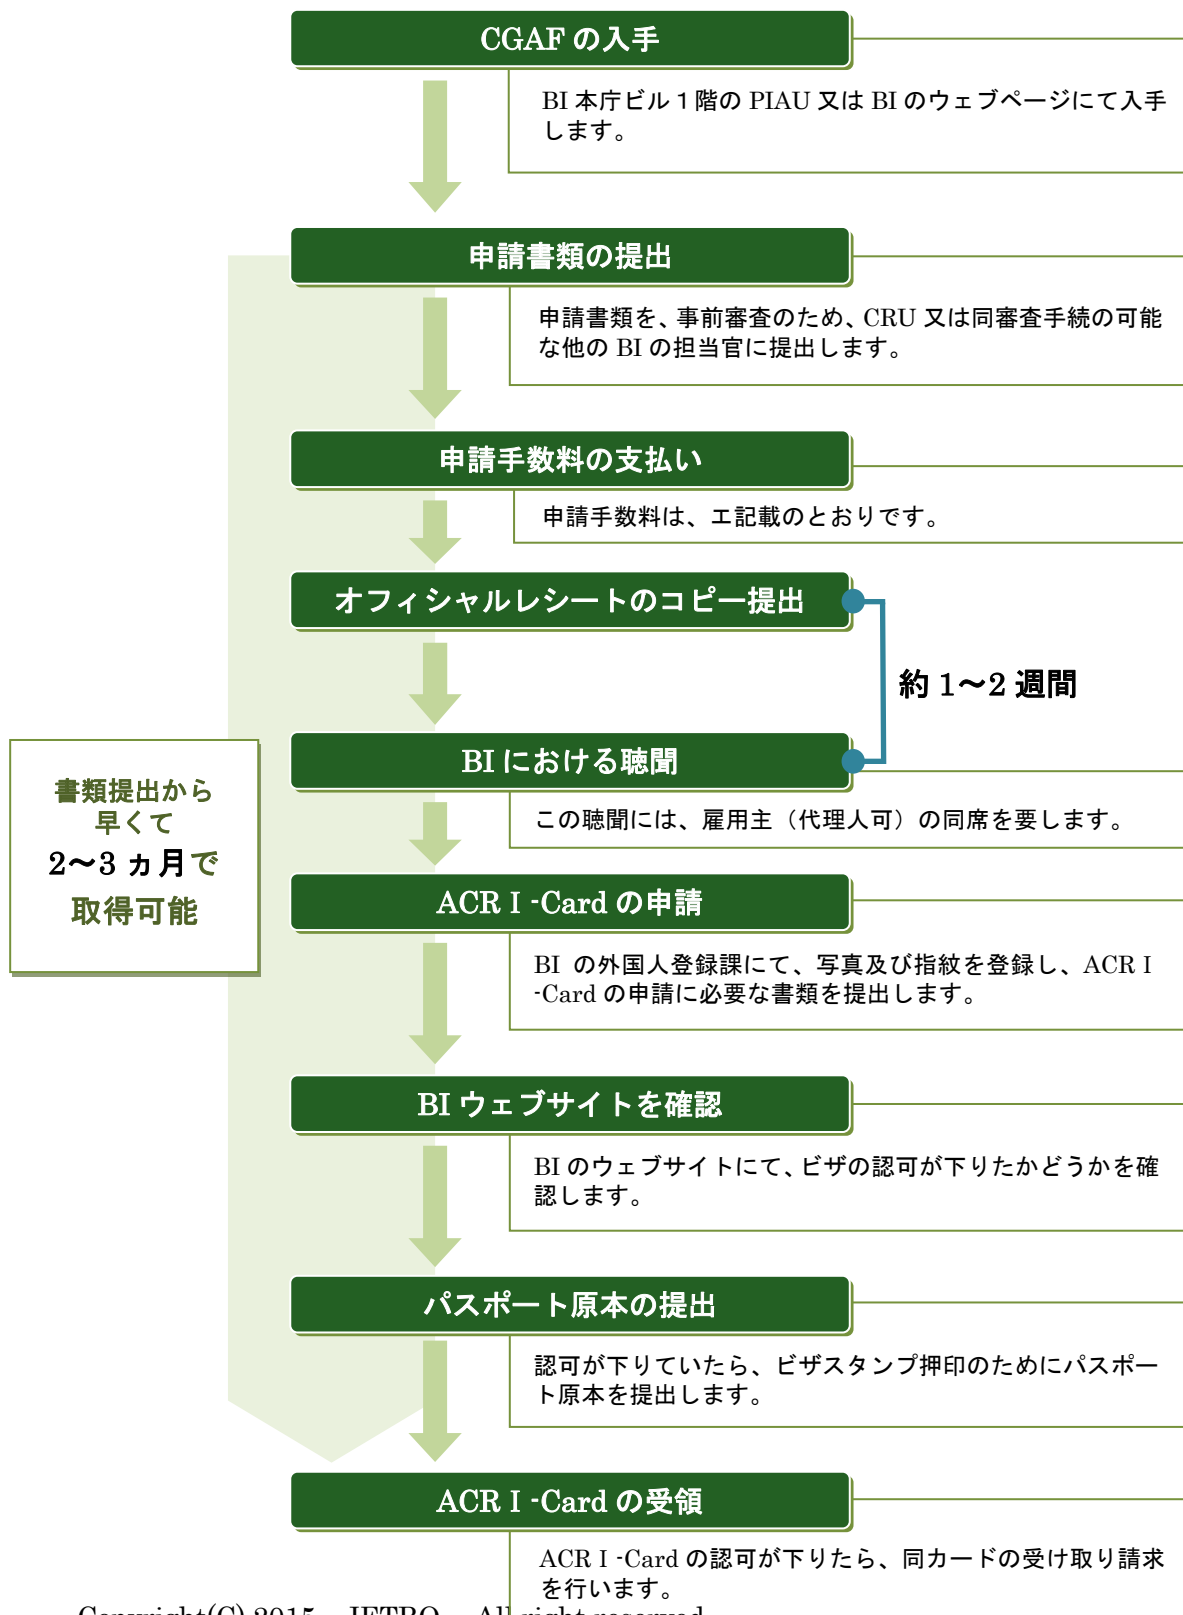 CGAF の入手
BI 本庁ビル１階の PIAU 又は BI のウェブページにて入手
します。
申請書類の提出
申請書類を、事前審査のため、CRU 又は同審査手続の可能
な他の BI の担当官に提出します。
申請手数料の支払い
申請手数料は、エ記載のとおりです。
オフィシャルレシートのコピー提出
約 1～2 週間
BI における聴聞
この聴聞には、雇用主（代理人可）の同席を要します。
書類提出から
早くて
2～3 ヵ月で
取得可能
ACR I -Card の申請
BI の外国人登録課にて、写真及び指紋を登録し、ACR I
-Card の申請に必要な書類を提出します。
BI ウェブサイトを確認
BI のウェブサイトにて、ビザの認可が下りたかどうかを確
認します。
パスポート原本の提出
認可が下りていたら、ビザスタンプ押印のためにパスポー
ト原本を提出します。
ACR I -Card の受領
ACR I -Card の認可が下りたら、同カードの受け取り請求
を行います。
Copyright(C) 2015 JETRO. All right reserved